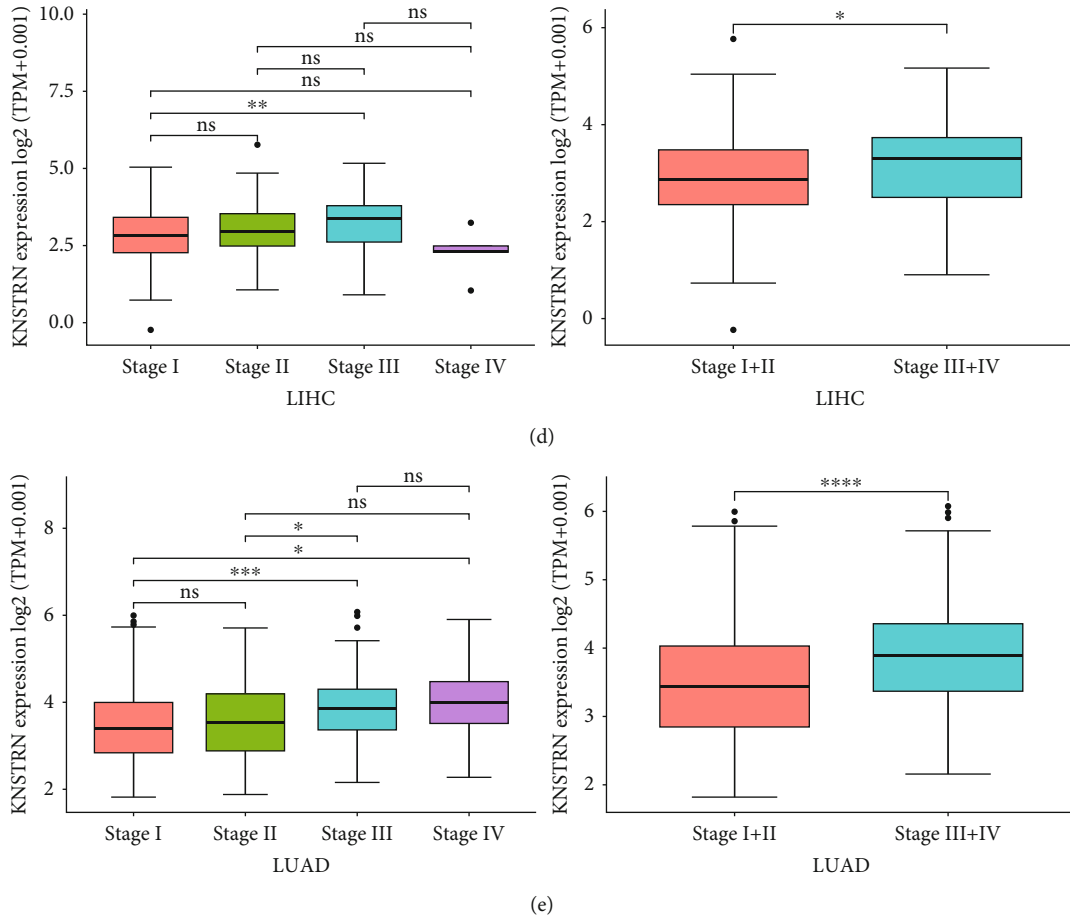 KNSTRN expression log2 (TPM+0.001)
10.0
7.5
5.0
2.5
0.0
ns
ns
ns
ns
**
ns
Stage I
Stage II
Stage III
Stage IV
LIHC
KNSTRN expression log2 (TPM+0.001)
6
4
2
0
*
Stage I+II
Stage III+IV
LIHC
(d)
KNSTRN expression log2 (TPM+0.001)
8
6
4
2
ns
ns
*
*
***
ns
Stage I
Stage II
Stage III
Stage IV
LUAD
KNSTRN expression log2 (TPM+0.001)
6
5
4
3
2
****
Stage I+II
Stage III+IV
LUAD
(e)